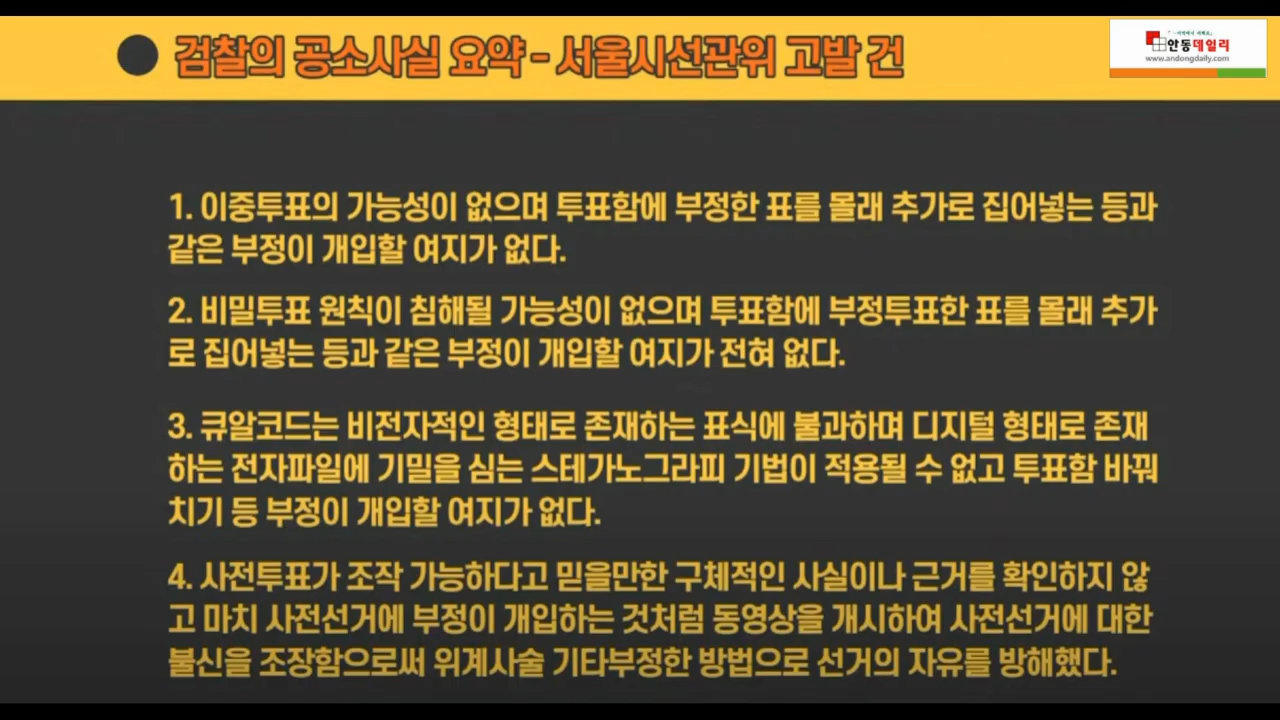 검찰의 공소사실 요약 - 서울시선관위 고발 건
안동데일리
www.andongdaily.com
1. 이중투표의 가능성이 없으며 투표함에 부정한 표를 몰래 추가로 집어넣는 등과
같은 부정이 개입할 여지가 없다.
2. 비밀투표 원칙이 침해될 가능성이 없으며 투표함에 부정투표한 표를 몰래 추가
로 집어넣는 등과 같은 부정이 개입할 여지가 전혀 없다.
3. 큐알코드는 비전자적인 형태로 존재하는 표식에 불과하며 디지털 형태로 존재
하는 전자파일에 기밀을 심는 스테가노그라피 기법이 적용될 수 없고 투표함 바꿔
치기 등 부정이 개입할 여지가 없다.
4. 사전투표가 조작 가능하다고 믿을만한 구체적인 사실이나 근거를 확인하지 않
고 마치 사전선거에 부정이 개입하는 것처럼 동영상을 개시하여 사전선거에 대한
불신을 조장함으로써 위계사술 기타부정한 방법으로 선거의 자유를 방해했다.